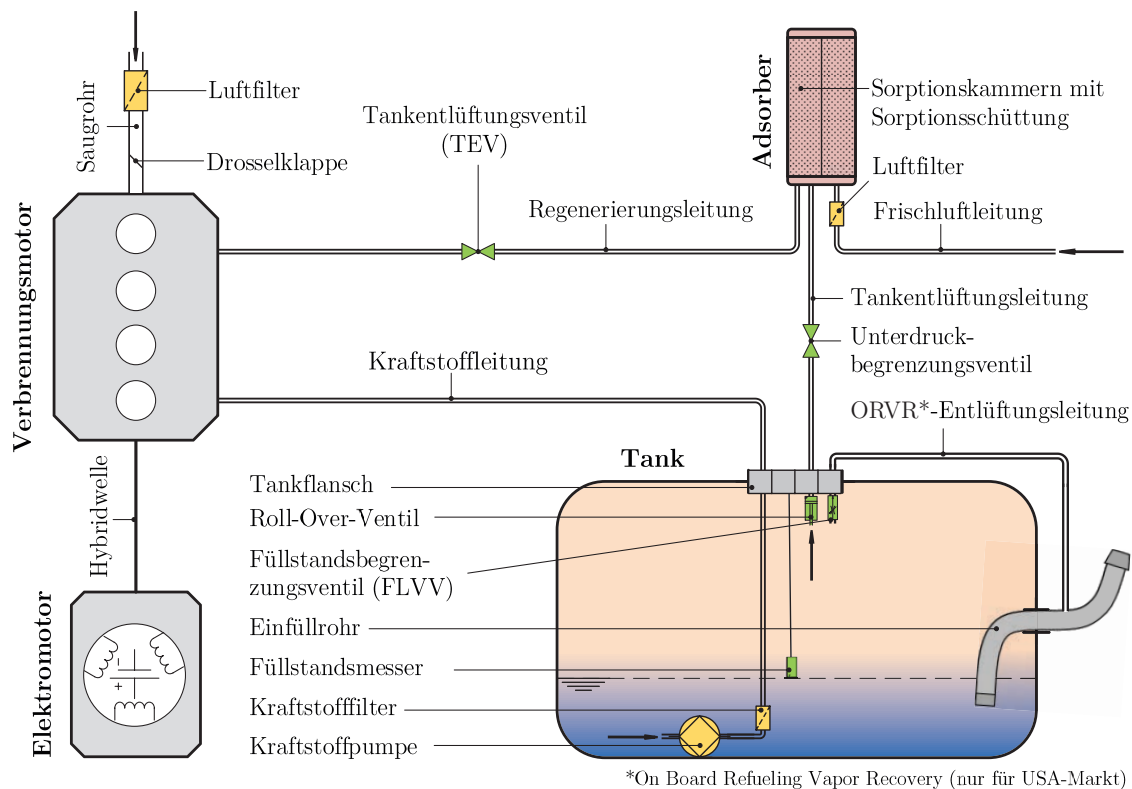 Luftfilter
Saugrohr
Drosselklappe
Tankentlüftungsventil
(TEV)
Regenerierungsleitung
Adsorber
Sorptionskammern mit
Sorptionsschüttung
Luftfilter
Frischluftleitung
Tankentlüftungsleitung
Unterdruck-
begrenzungsventil
ORVR*-Entlüftungsleitung
Verbrennungsmotor
Kraftstoffleitung
Tank
Hybridwelle
Elektromotor
-
+
Tankflansch
Roll-Over-Ventil
Füllstandsbegren-
zungsventil (FLVV)
Einfüllrohr
Füllstandsmesser
Kraftstofffilter
Kraftstoffpumpe
*On Board Refueling Vapor Recovery (nur für USA-Markt)